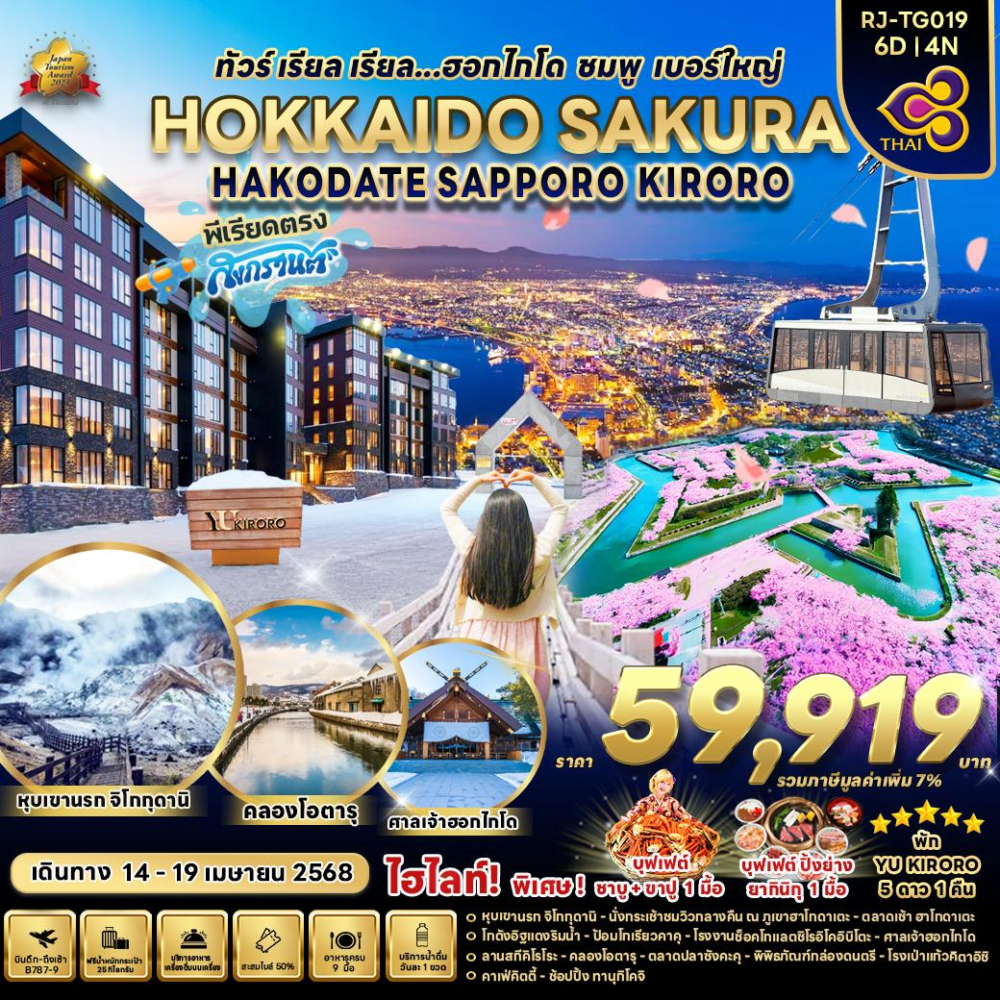 RJ-TG019
6D | 4N
THAI
Japan
Tourism
Award
ทัวร์ เรียล เรียล...ฮอกไกโด ชมพู เบอร์ใหญ่
HOKKAIDO SAKURA
HAKODATE SAPPORO KIRORO
พีเรียดตรง
สงกรานต์
YU KIRORO
หุบเขานรก จิโกกุดานิ
คลองโอตารุ
ศาลเจ้าฮอกไกโด
ราคา 59,919 บาท
รวมภาษีมูลค่าเพิ่ม 7%
เดินทาง 14 - 19 เมษายน 2568
ไฮไลท์! พิเศษ!
บุฟเฟต์
ชาบู+ขาปู 1 มื้อ
บุฟเฟต์ ปิ้งย่าง
ยากินิกุ 1 มื้อ
พัก
YU KIRORO
5 ดาว 1 คืน
บินดึก-ถึงเช้า
B787-9
ฟรีน้ำหนักกระเป๋า
25 กิโลกรัม
บริการอาหาร
เครื่องดื่มบนเครื่อง
สะสมไมล์ 50%
อาหารครบ
9 มื้อ
บริการน้ำดื่ม
วันละ 1 ขวด
หุบเขานรก จิโกกุดานิ - นั่งกระเช้าชมวิวกลางคืน ณ ภูเขาฮาโกดาเตะ - ตลาดเช้า ฮาโกดาเตะ
โกดังอิฐแดงริมน้ำ - ป้อมโกเรียวคาคุ - โรงงานช็อคโกแลตชิโรอิโคอิบิโตะ - ศาลเจ้าฮอกไกโด
ลานสกีคิโรโระ - คลองโอตารุ - ตลาดปลาซังคะคุ - พิพิธภัณฑ์กล่องดนตรี - โรงเป่าแก้วคิตาอิชิ
คาเฟ่คิตตี้ - ช้อปปิ้ง ทานุกิโคจิ